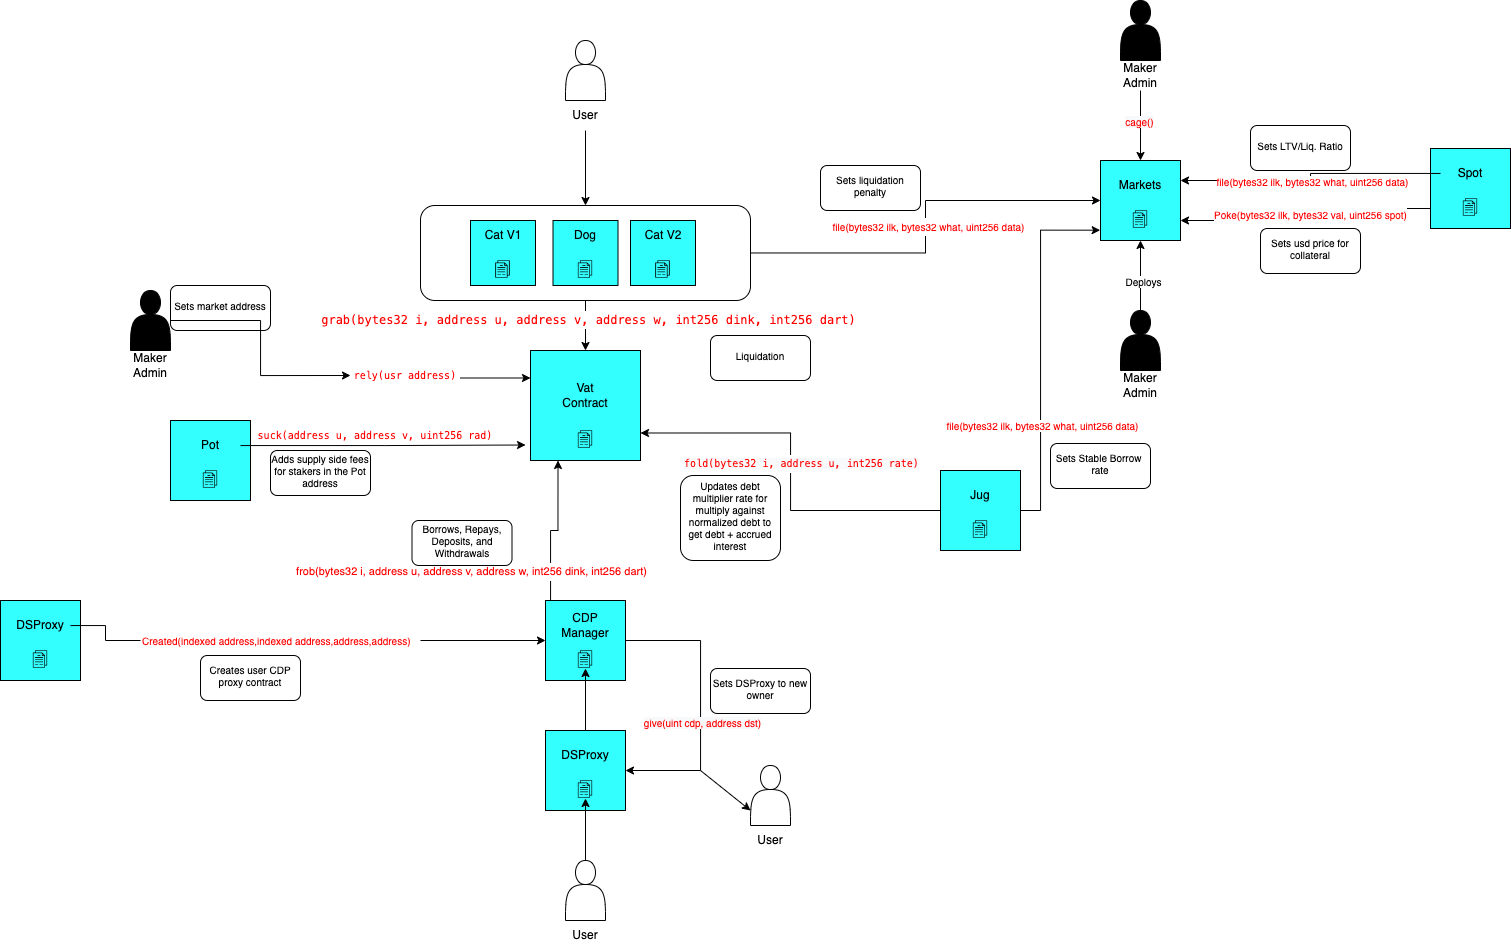 Maker
Admin
cage()
User
Sets LTV/Liq. Ratio
Spot
Markets
file(bytes32 ilk, bytes32 what, uint256 data)
Poke(bytes32 ilk, bytes32 val, uint256 spot)
Sets usd price for
collateral
Sets liquidation
penalty
file(bytes32 ilk, bytes32 what, uint256 data)
Cat V1
Dog
Cat V2
Deploys
Maker
Admin
Sets market address
Maker
Admin
grab(bytes32 i, address u, address v, address w, int256 dink, int256 dart)
Liquidation
rely(usr address)
Vat
Contract
Pot
suck(address u, address v, uint256 rad)
Adds supply side fees
for stakers in the Pot
address
file(bytes32 ilk, bytes32 what, uint256 data)
Sets Stable Borrow
rate
fold(bytes32 i, address u, int256 rate)
Updates debt
multiplier rate for
multiply against
normalized debt to
get debt + accrued
interest
Jug
Borrows, Repays,
Deposits, and
Withdrawals
frob(bytes32 i, address u, address v, address w, int256 dink, int256 dart)
DSProxy
Created(indexed address,indexed address,address,address)
Creates user CDP
proxy contract
CDP
Manager
Sets DSProxy to new
owner
give(uint cdp, address dst)
DSProxy
User
User